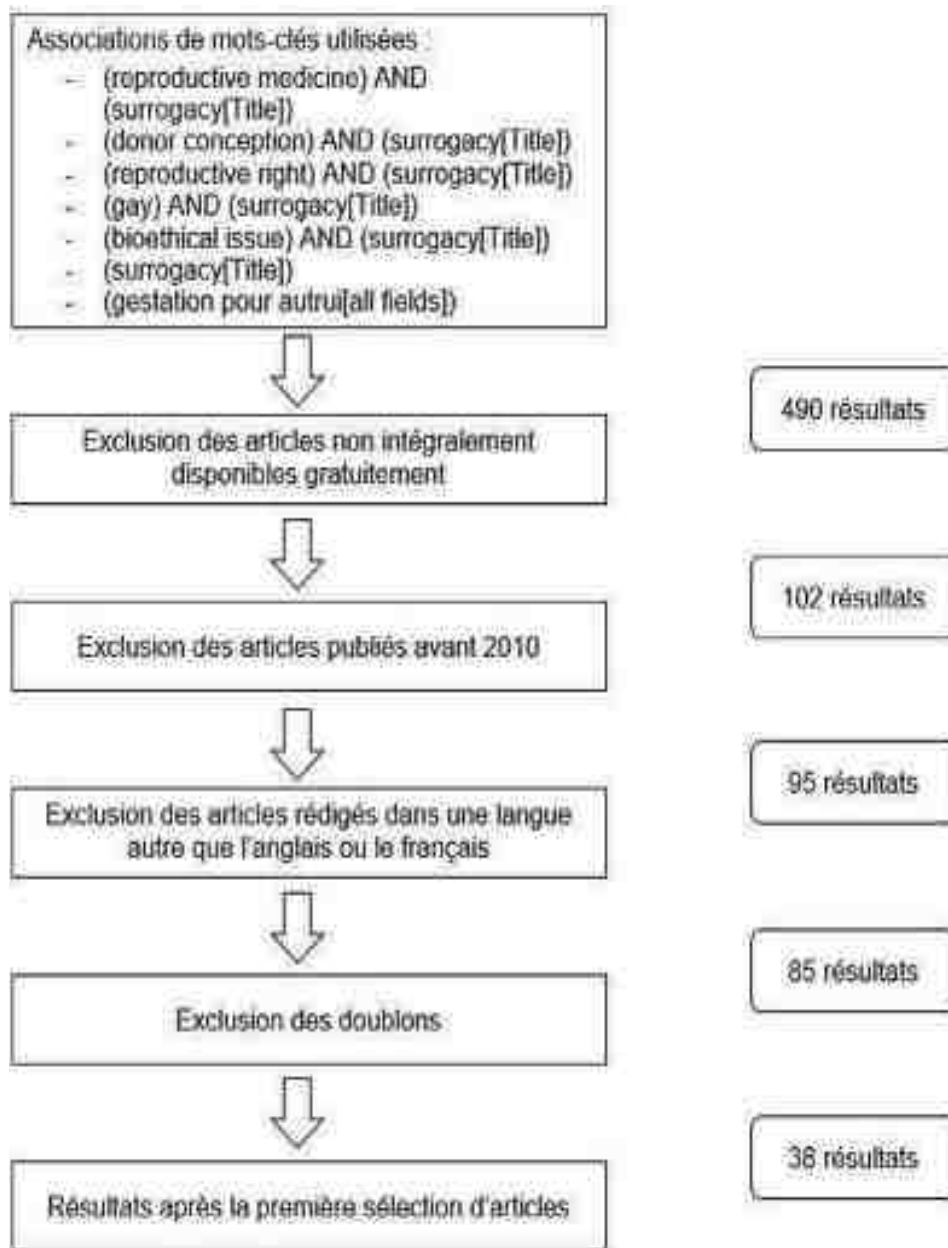 Associations de mots-clés utilisées :
- (reproductive medicine) AND
(surrogacy[Title])
- (donor conception) AND (surrogacy[Title])
- (reproductive right) AND (surrogacy[Title])
- (gay) AND (surrogacy[Title])
- (bioethical issue) AND (surrogacy[Title])
- (surrogacy[Title])
- (gestation pour autrui[all fields])
490 résultats
Exclusion des articles non intégralement
disponibles gratuitement
102 résultats
Exclusion des articles publiés avant 2010
95 résultats
Exclusion des articles rédigés dans une langue
autre que l'anglais ou le français
85 résultats
Exclusion des doublons
38 résultats
Résultats après la première sélection d'articles